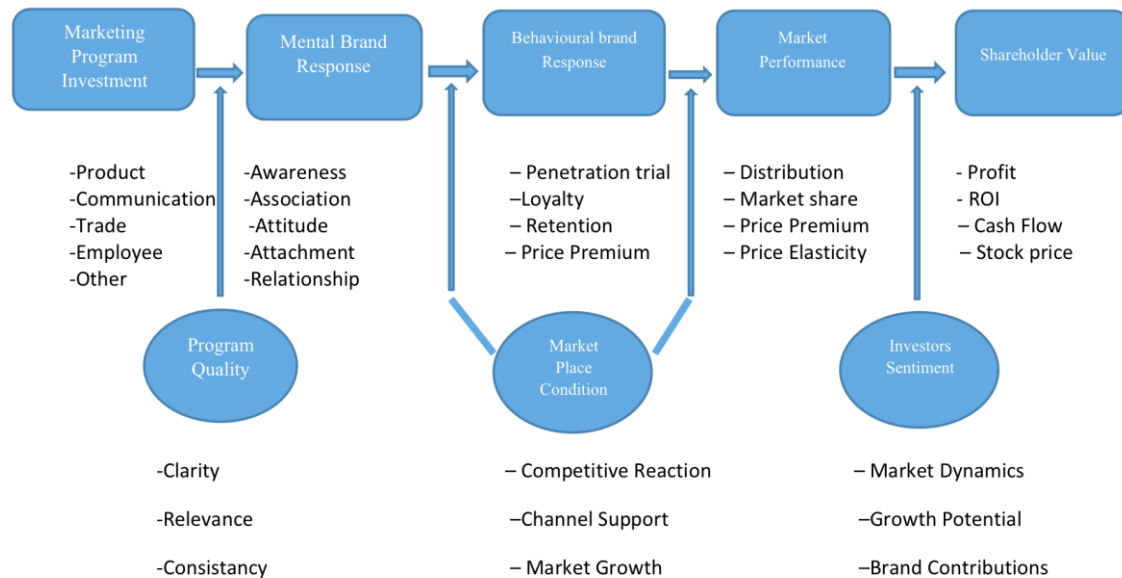 Marketing
Program
Investment
Mental Brand
Response
Behavioural brand
Response
Market
Performance
Shareholder Value
-Product
-Communication
-Trade
-Employee
-Other
-Awareness
-Association
-Attitude
-Attachment
-Relationship
– Penetration trial
–Loyalty
– Retention
– Price Premium
– Distribution
– Market share
– Price Premium
– Price Elasticity
- Profit
- ROI
– Cash Flow
– Stock price
Program
Quality
Market
Place
Condition
Investors
Sentiment
-Clarity
-Relevance
-Consistancy
– Competitive Reaction
–Channel Support
– Market Growth
– Market Dynamics
–Growth Potential
–Brand Contributions